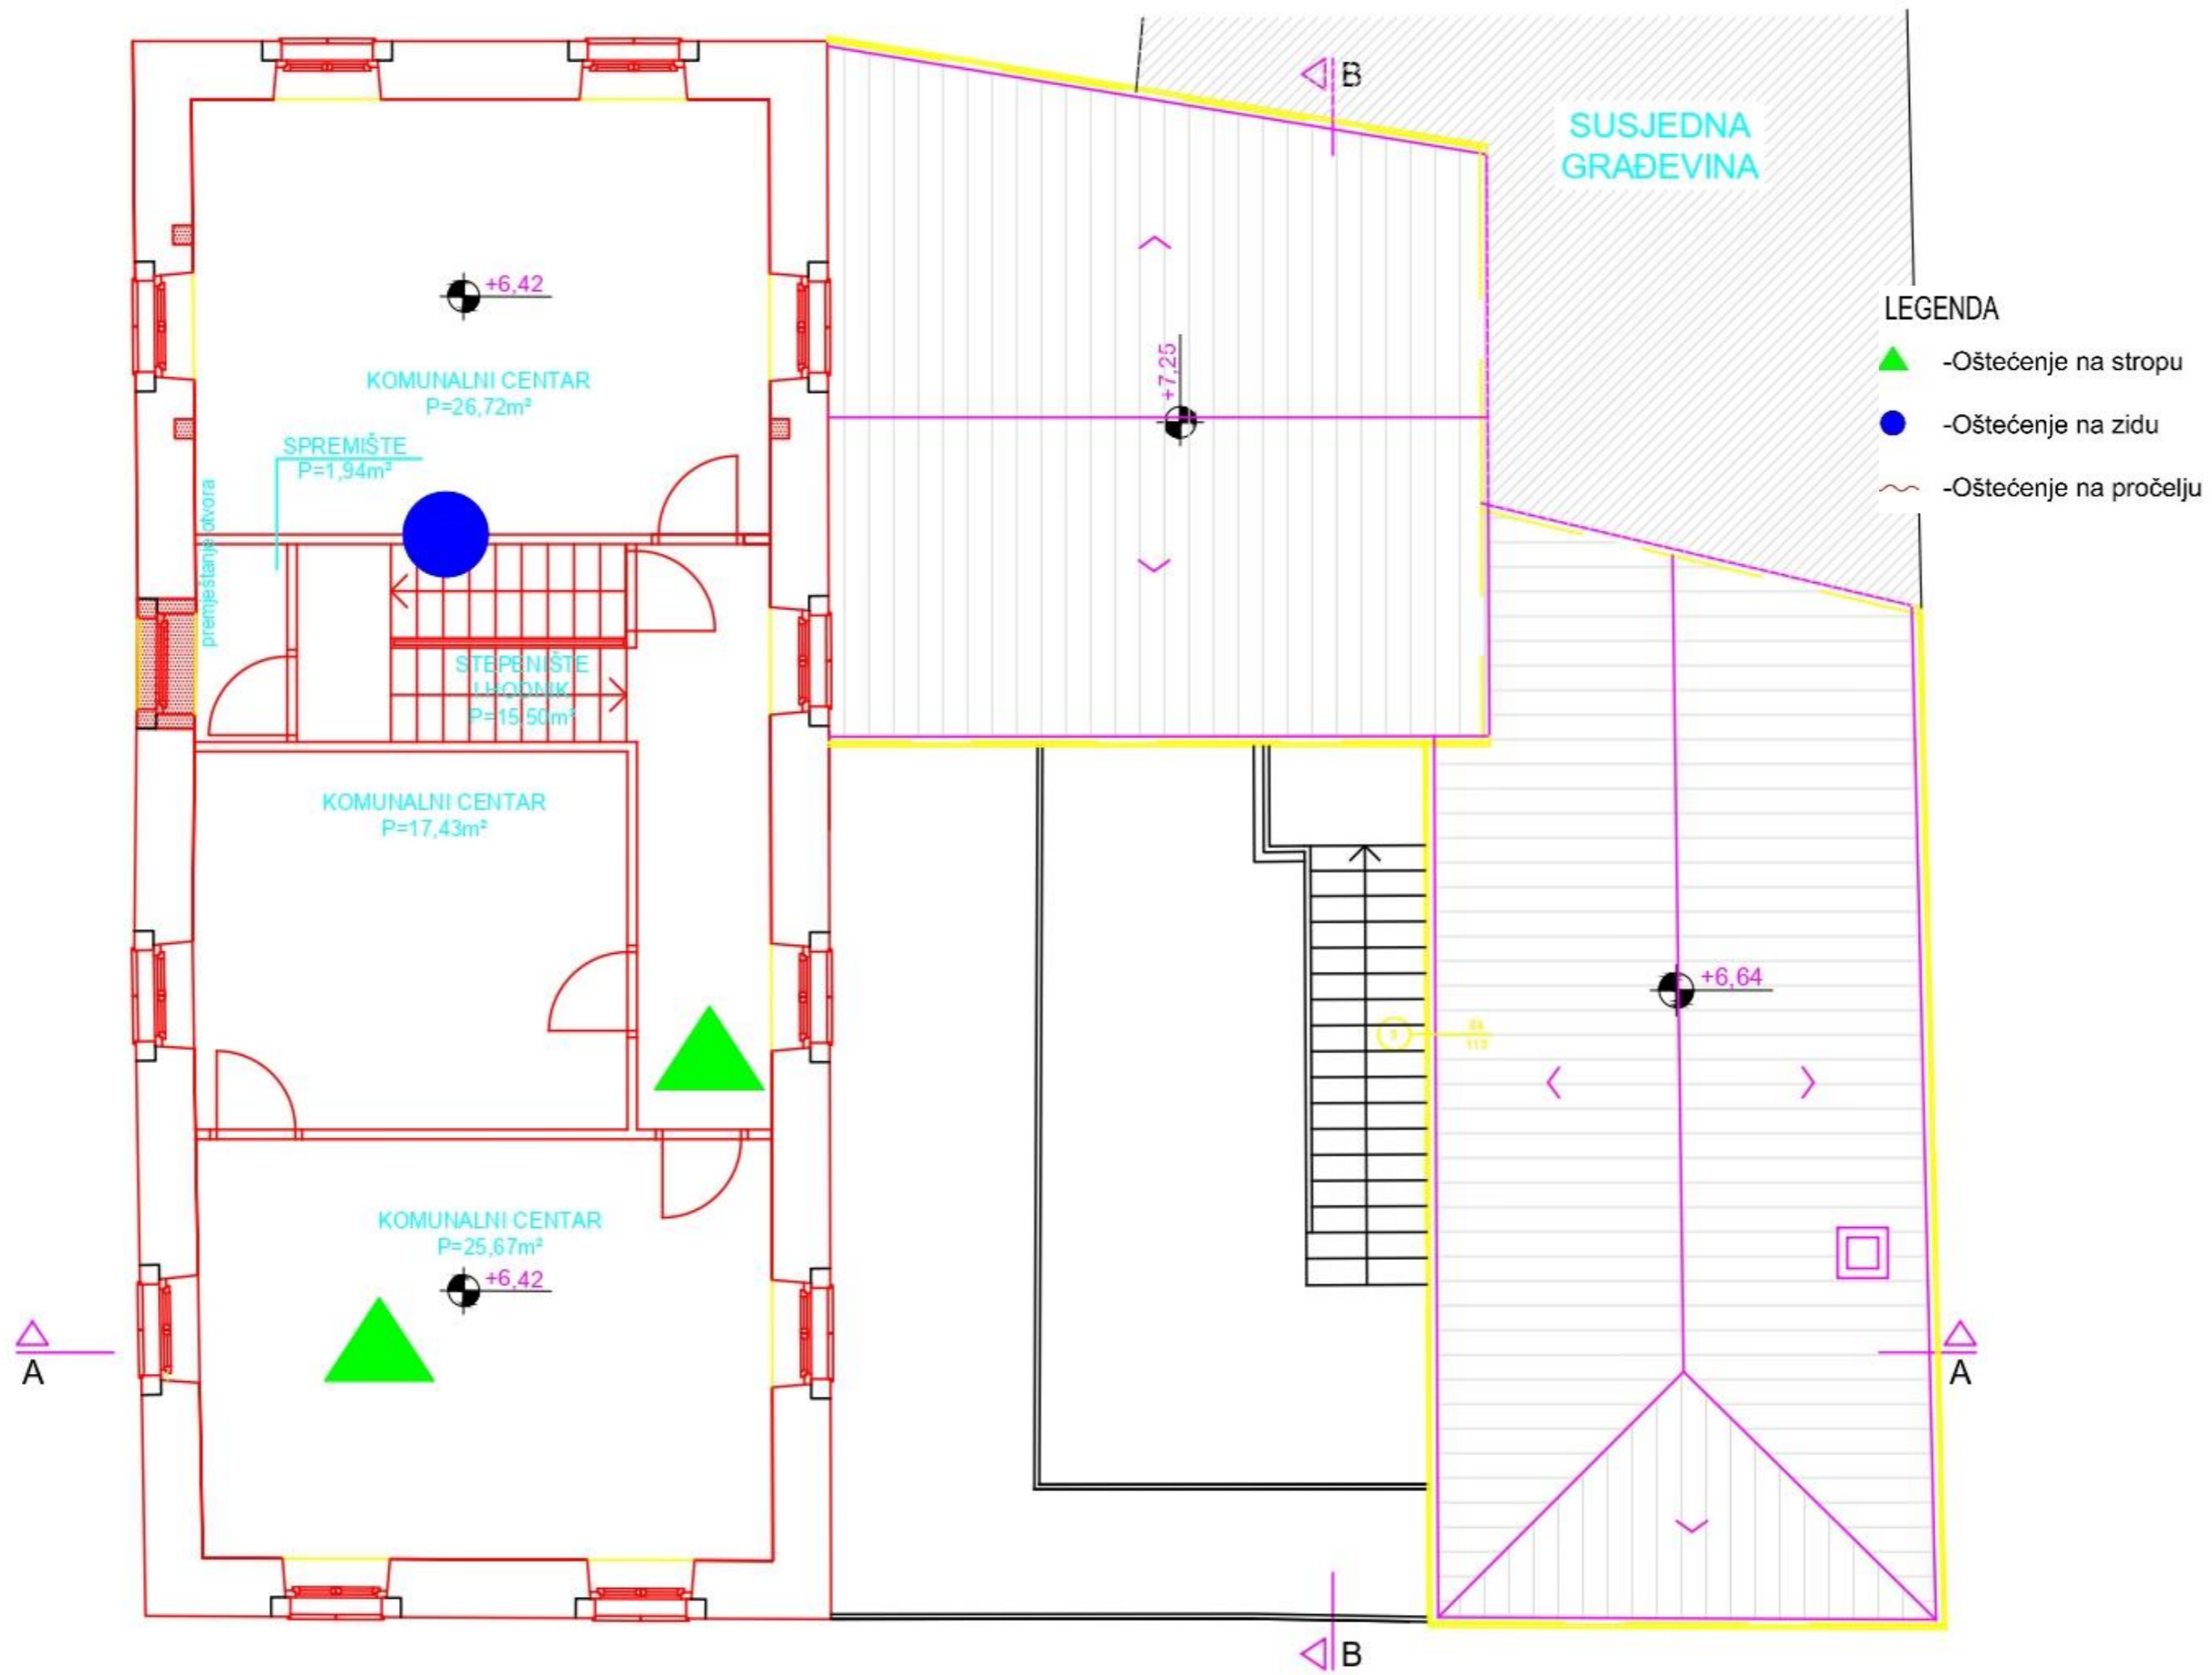 B
SUSJEDNA
GRAĐEVINA
+6,42
LEGENDA
-Oštećenje na stropu
-Oštećenje na zidu
-Oštećenje na pročelju
+7,25
KOMUNALNI CENTAR
P=26,72m²
SPREMIŠTE
P=1,94m²
premještanje otvora
STEPENIŠTE
I HODNIK
P=15,50m²
KOMUNALNI CENTAR
P=17,43m²
+6,64
KOMUNALNI CENTAR
P=25,67m²
+6,42
A
A
B